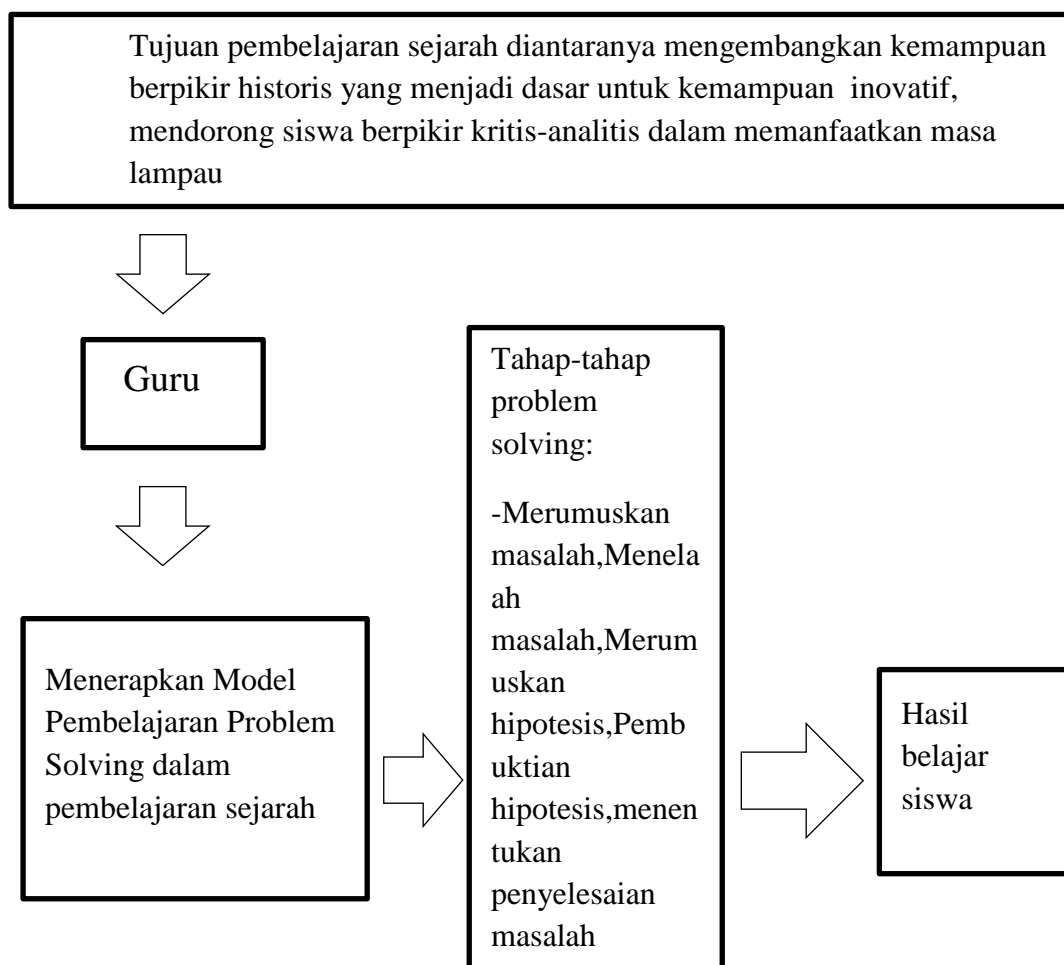 Tujuan pembelajaran sejarah diantaranya mengembangkan kemampuan
berpikir historis yang menjadi dasar untuk kemampuan  inovatif,
mendorong siswa berpikir kritis-analitis dalam memanfaatkan masa
lampau
Guru
Menerapkan Model
Pembelajaran Problem
Solving dalam
pembelajaran sejarah
Tahap-tahap
problem
solving:
-Merumuskan
masalah,Menela
ah
masalah,Merum
uskan
hipotesis,Pemb
uktian
hipotesis,menen
tukan
penyelesaian
masalah
Hasil
belajar
siswa